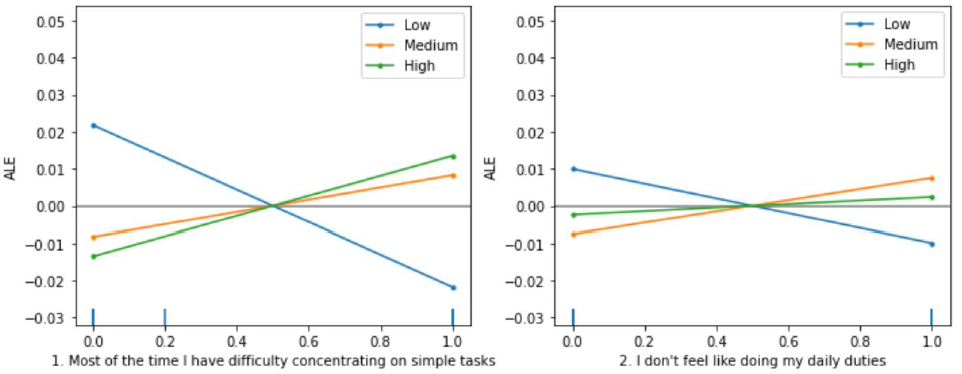 0.05
0.04
0.03
0.02
0.01
0.00
−0.01
−0.02
−0.03
ALE
Low
Medium
High
0.0 0.2 0.4 0.6 0.8 1.0
1. Most of the time I have difficulty concentrating on simple tasks
0.05
0.04
0.03
0.02
0.01
0.00
−0.01
−0.02
−0.03
ALE
Low
Medium
High
0.0 0.2 0.4 0.6 0.8 1.0
2. I don't feel like doing my daily duties